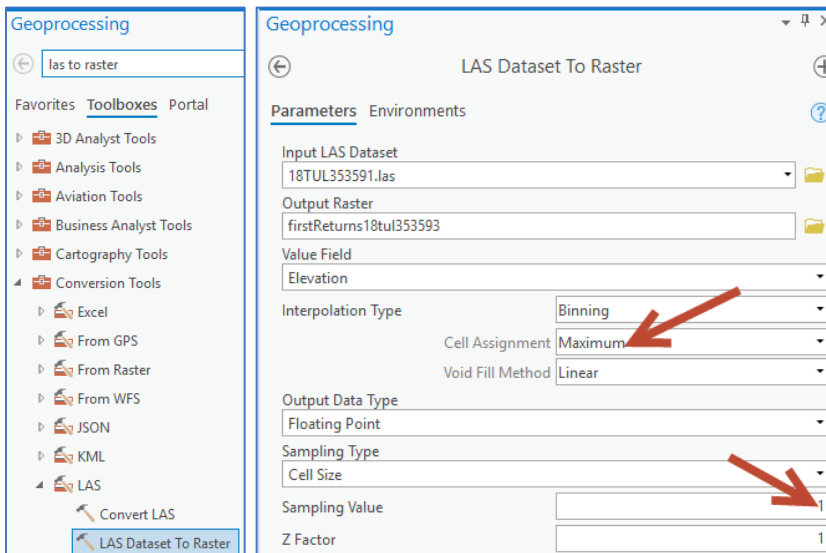 Geoprocessing
las to raster
Favorites Toolboxes Portal
3D Analyst Tools
Analysis Tools
Aviation Tools
Business Analyst Tools
Cartography Tools
Conversion Tools
Excel
From GPS
From Raster
From WFS
JSON
KML
LAS
Convert LAS
LAS Dataset To Raster
Geoprocessing
LAS Dataset To Raster
Parameters Environments
Input LAS Dataset
18TUL353591.las
Output Raster
firstReturns18tul353593
Value Field
Elevation
Interpolation Type Binning
Cell Assignment Maximum
Void Fill Method Linear
Output Data Type
Floating Point
Sampling Type
Cell Size
Sampling Value 1
Z Factor 1